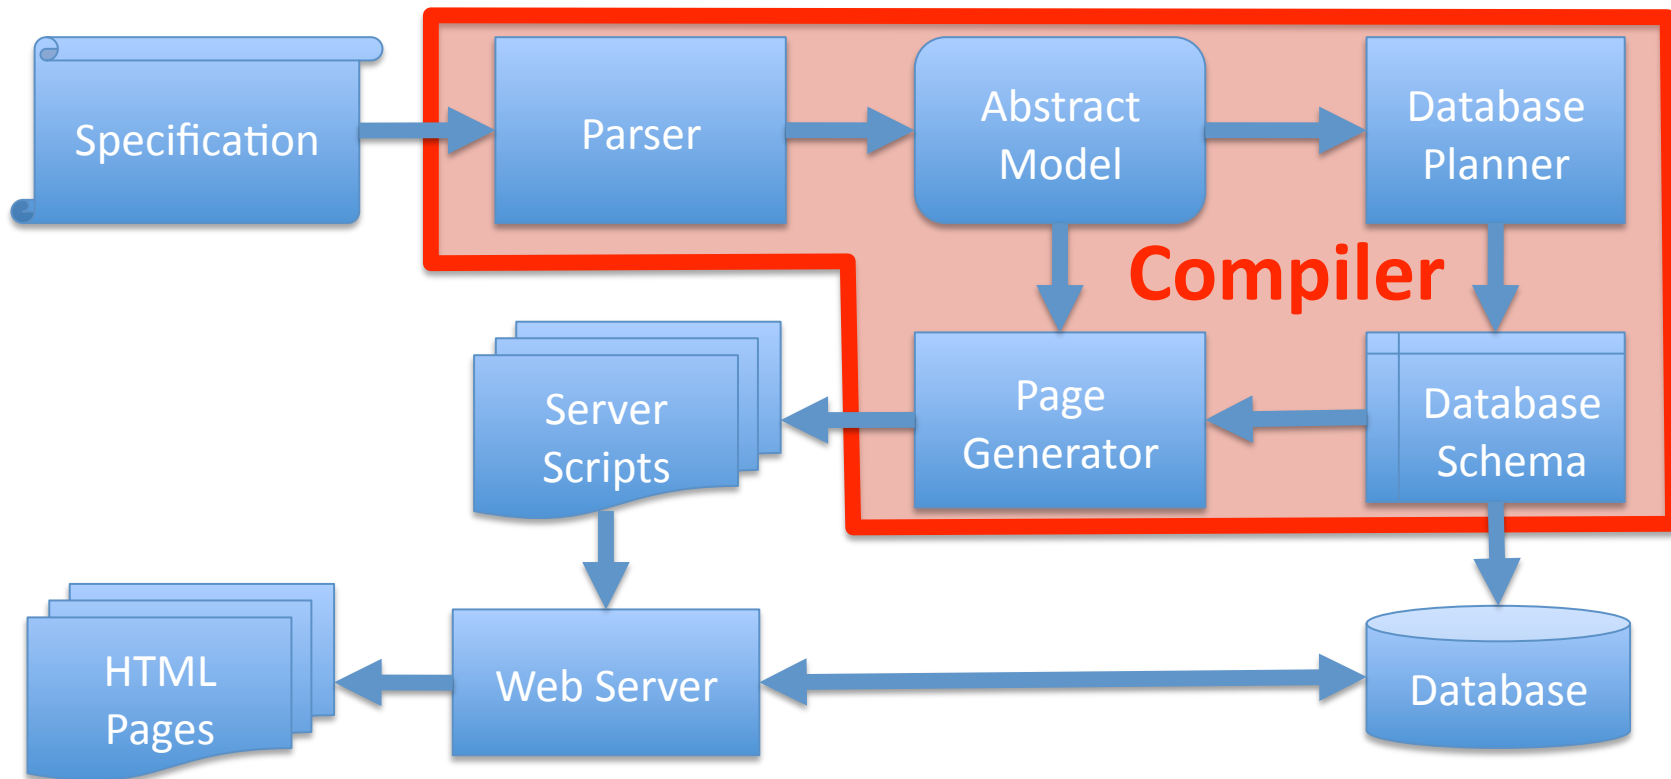 Specification
Parser
Abstract
Model
Database
Planner
Compiler
Server
Scripts
Page
Generator
Database
Schema
HTML
Pages
Web Server
Database